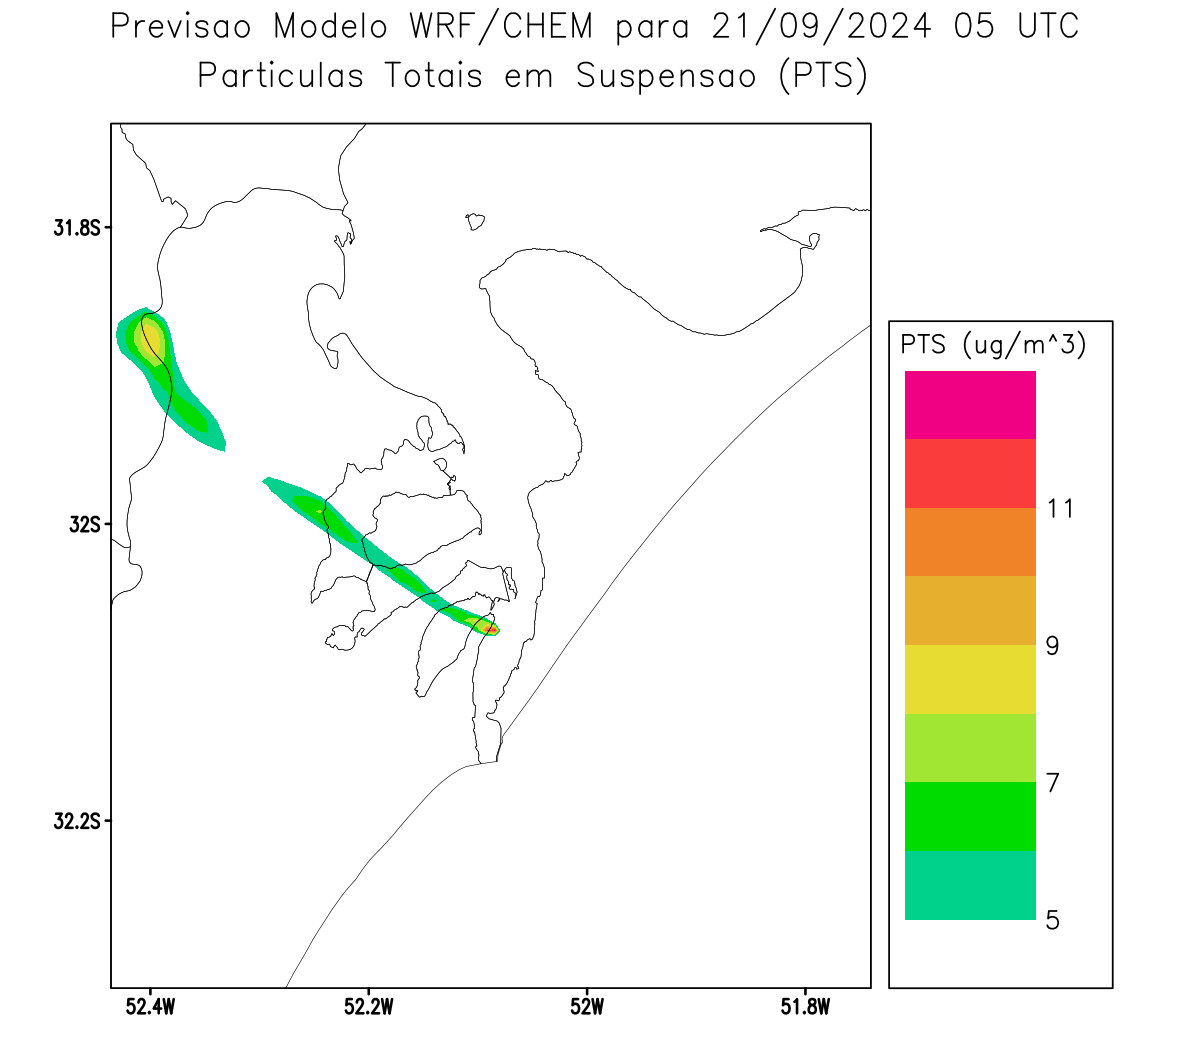 Previsao Modelo WRF/CHEM para 21/09/2024 05 UTC
Particulas Totais em Suspensao (PTS)
31.8S
32S
32.2S
52.4W
52.2W
52W
51.8W
PTS (ug/m^3)
11
9
7
5